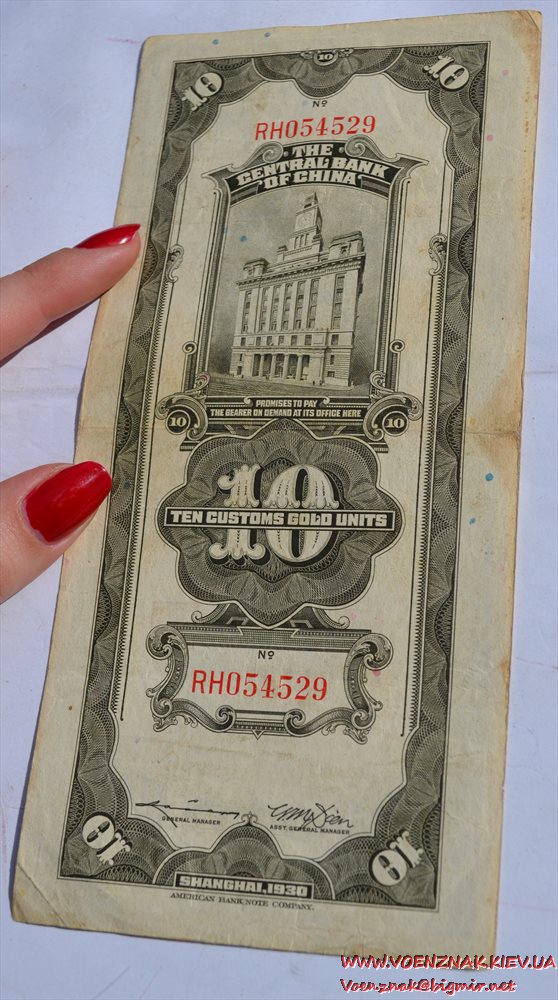 10 10 10
Nº
RH054529
THE
CENTRAL BANK
OF CHINA
PROMISES TO PAY
THE BEARER ON DEMAND AT ITS OFFICE HERE
10 10
10
TEN CUSTOMS GOLD UNITS
Nº
RH054529
GENERAL MANAGER
ASST. GENERAL MANAGER
10 10
SHANGHAI, 1930
AMERICAN BANK NOTE COMPANY.
WWW.VOENZNAK.KIEV.UA
Voenznak@bigmir.net